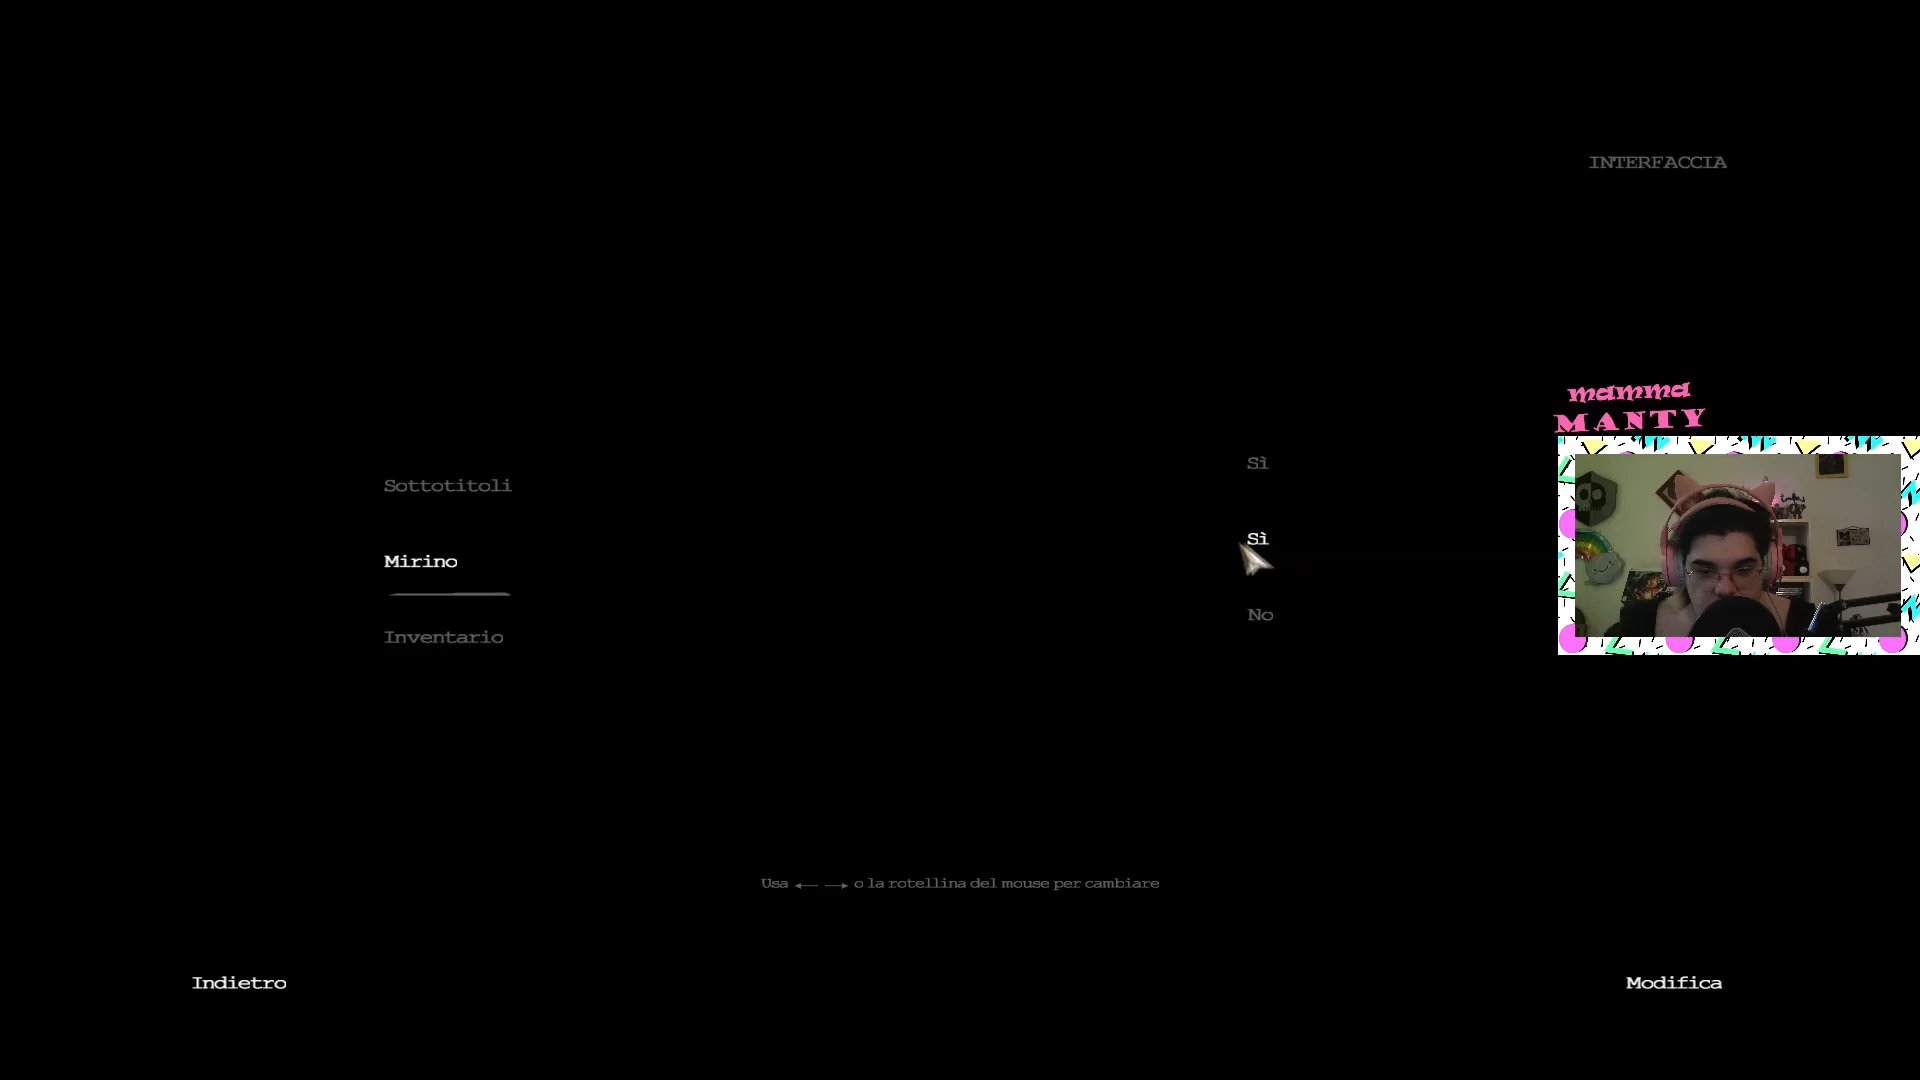 INTERFACCIA
mamma
MANTY
Sottotitoli Sì
Mirino Sì
Inventario No
Usa ← → o la rotellina del mouse per cambiare
Indietro Modifica